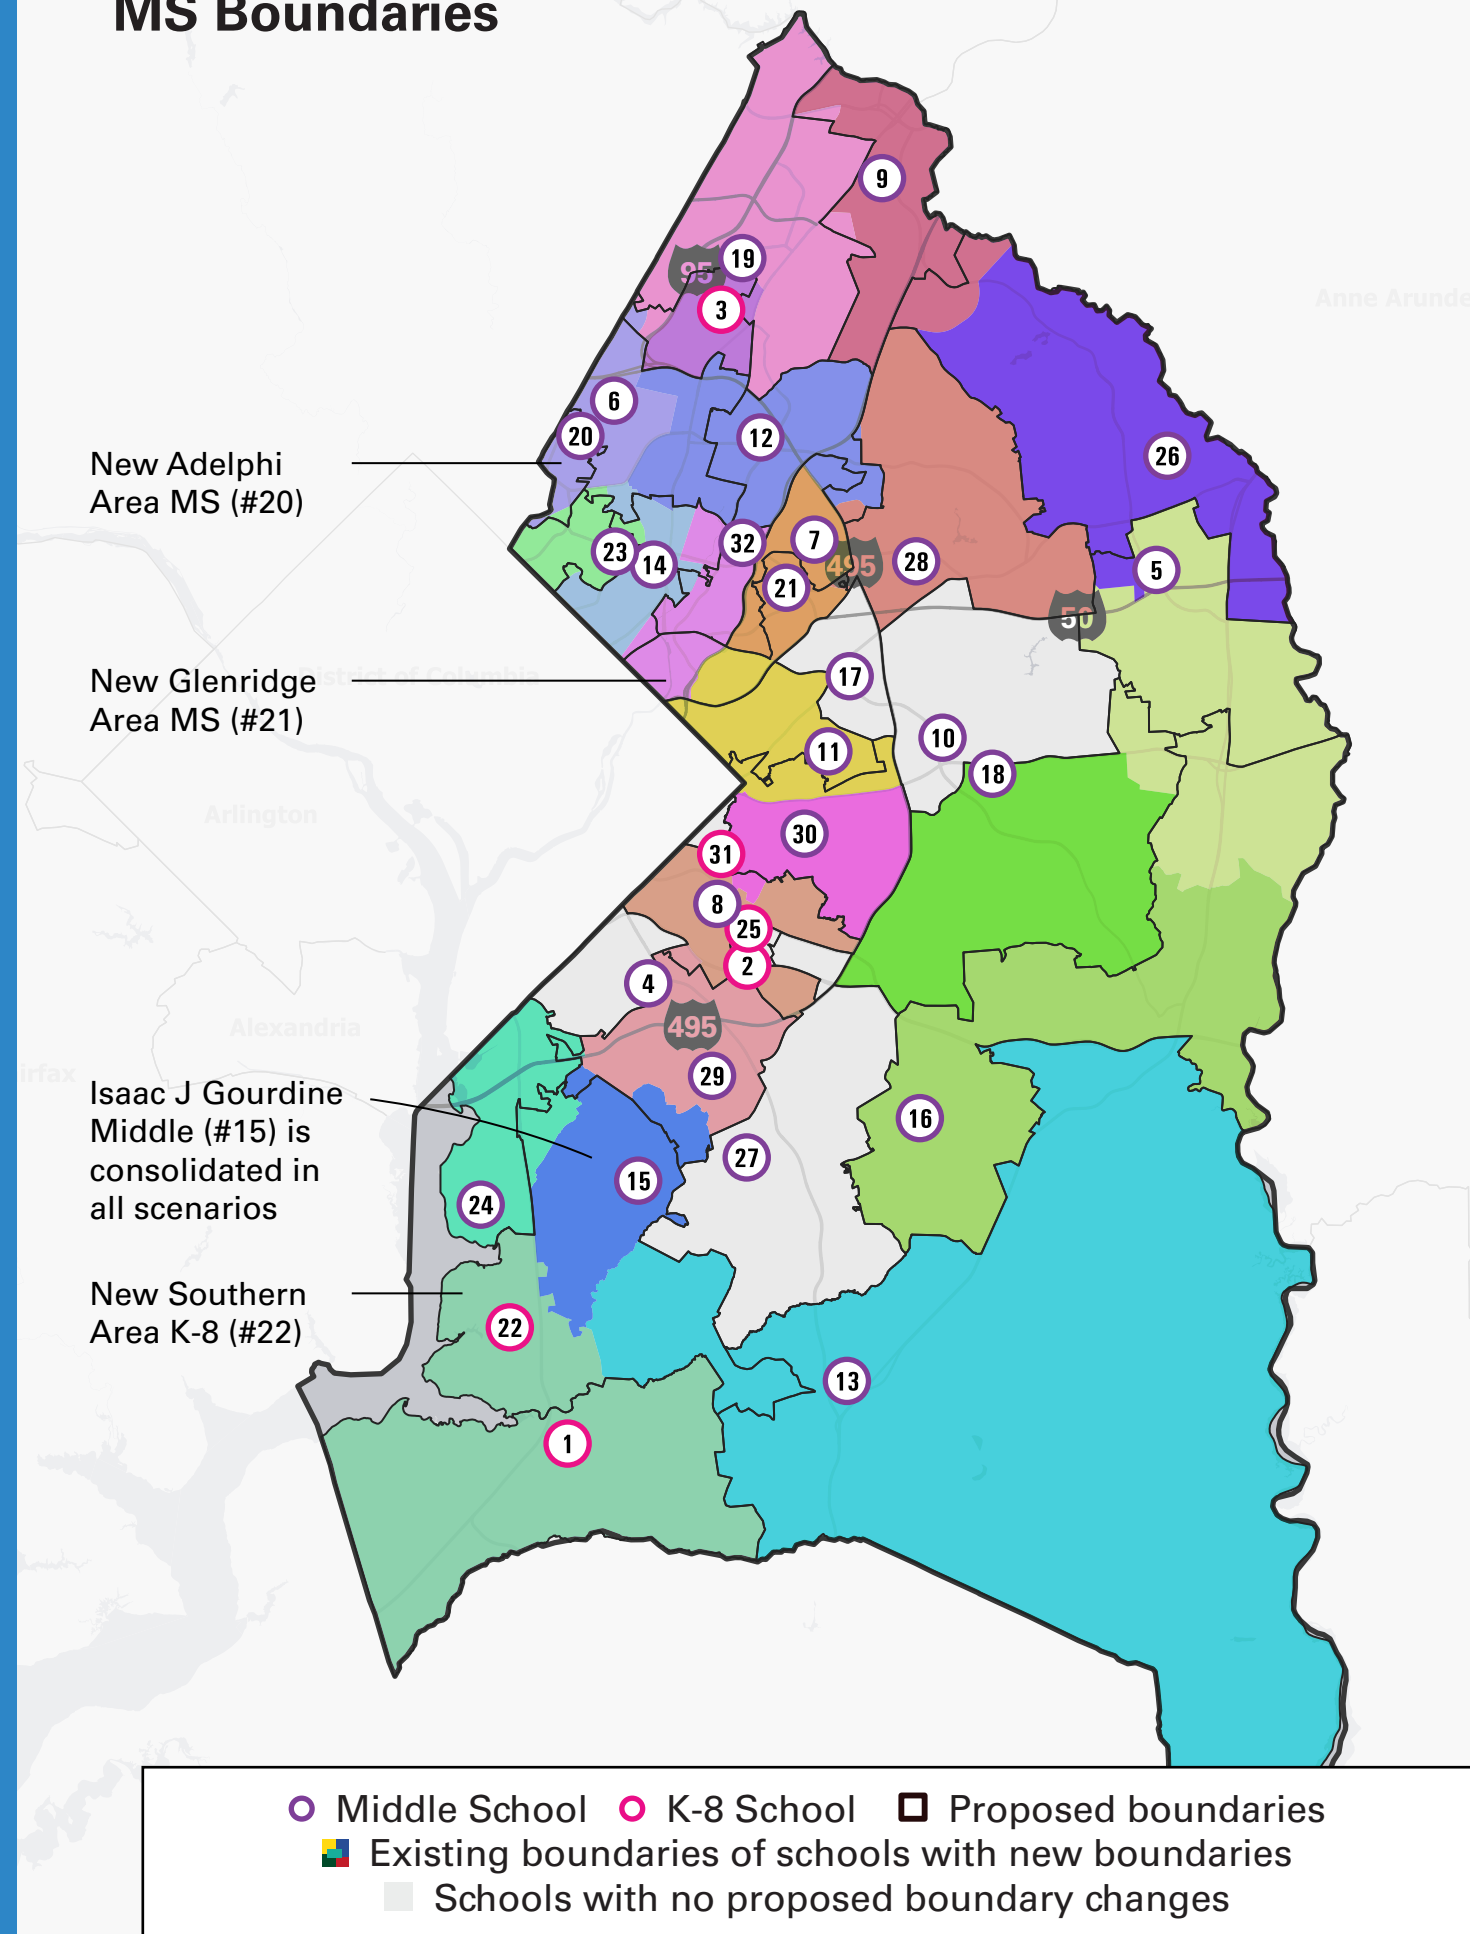 MS Boundaries
9
19
95
3
Anne Arunde
6
20
12
26
New Adelphi
Area MS (#20)
23
14
32
7
495
28
5
21
50
New Glenridge
Area MS (#21)
District of Columbia
17
11
10
18
Arlington
30
31
8
25
2
4
Alexandria
495
irfax
29
Isaac J Gourdine
Middle (#15) is
consolidated in
all scenarios
16
27
15
24
New Southern
Area K-8 (#22)
22
13
1
Middle School K-8 School Proposed boundaries
Existing boundaries of schools with new boundaries
Schools with no proposed boundary changes